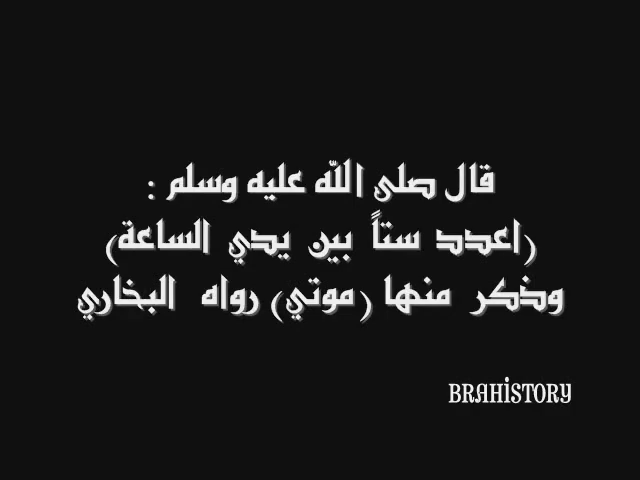 قال صلى الله عليه وسلم :
(اعدد ستاً بين يدي الساعة)
وذكر منها (موتي) رواه البخاري
BRAHiSTORY